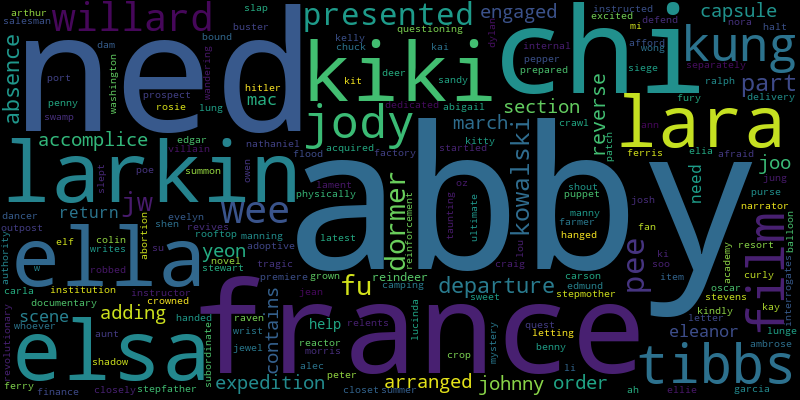 arthur
salesman
willard
slap
buster
presented
engaged
instructed
defend
nora
capsule
excited
halt
ned
dam
bound
wandering
kelly
chuck
questioning
kai
dylan
internal
mi
wong
afford
separately
absence
port
penny
swamp
washington
prospect
rosie
lung
hitler
mac
kiki
kit
deer
sandy
pepper
prepared
chi
siege
ralph
kung
part
delivery
accomplice
edgar
villain
nathaniel
jody
dedicated
abigail
acquired
section
reverse
fury
lara
ann
march
crawl
patch
larkin
summon
owen
flood
factory
startled
kitty
kowalski
ferris
elia
afraid
joo
jung
poe
slept
jw
wee
lament
physically
dormer
reinforcement
oz
taunting
ultimate
shout
puppet
need
purse
narrator
dancer
outpost
return
shen
evelyn
revives
abby
manny
farmer
hanged
josh
fan
balloon
elf
colin
writes
abortion
rooftop
manning
latest
lou
pee
ki
soo
academy
resort
film
ella
w
su
yeon
novel
adoptive
stewart
tragic
craig
carson
edmund
stepmother
item
curly
interrogates
authority
carla
institution
robbed
instructor
premiere
grown
reindeer
camping
departure
oscar
stevens
kay
documentary
crowned
jean
fu
sweet
quest
letting
kindly
letter
lunge
revolutionary
scene
adding
handed
raven
contains
france
whoever
aunt
wrist
help
relents
lucinda
mystery
benny
eleanor
ambrose
elsa
shadow
subordinate
jewel
reactor
morris
crop
li
tibbs
ferry
finance
closely
stepfather
expedition
alec
peter
closet
summer
arranged
johnny
order
ah
ellie
garcia